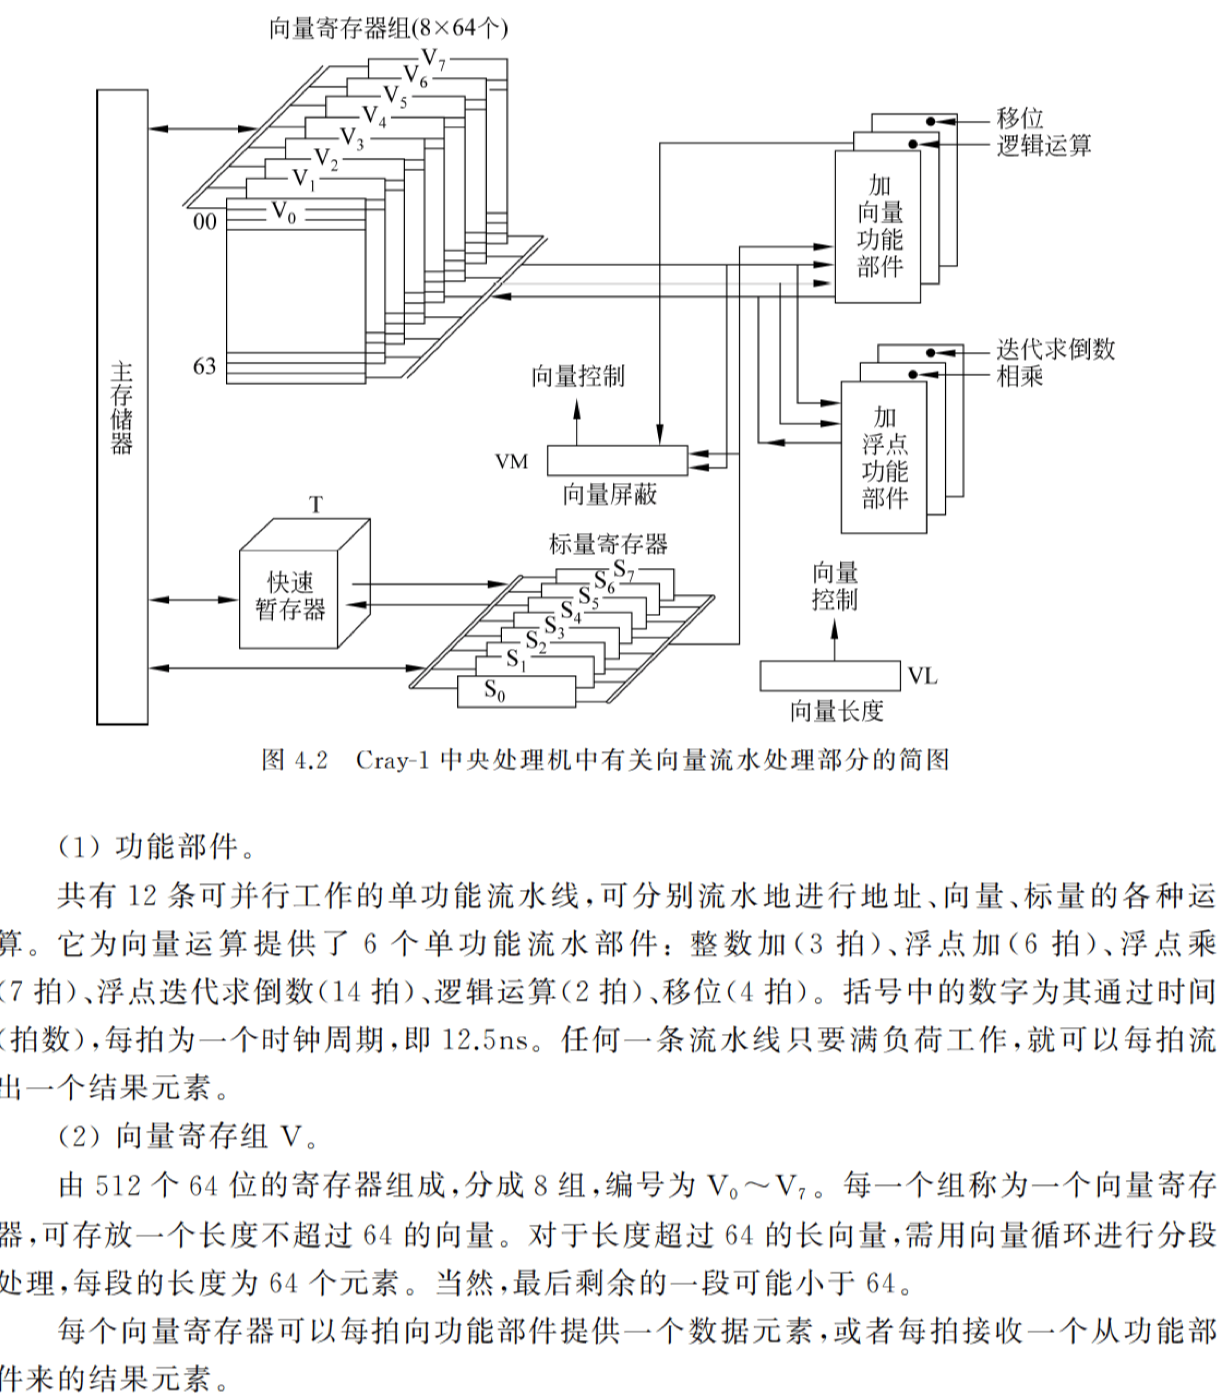 向量寄存器组(8×64个)
V₇
V₆
V₅
V₄
V₃
V₂
V₁
V₀
00
63
主存储器
移位
逻辑运算
加
向量
功能
部件
迭代求倒数
相乘
加
浮点
功能
部件
向量控制
VM
向量屏蔽
T
快速
暂存器
标量寄存器
S₇
S₆
S₅
S₄
S₃
S₂
S₁
S₀
向量
控制
VL
向量长度
图 4.2 Cray-1 中央处理机中有关向量流水处理部分的简图
(1) 功能部件。
共有 12 条可并行工作的单功能流水线,可分别流水地进行地址、向量、标量的各种运
算。它为向量运算提供了 6 个单功能流水部件: 整数加(3 拍)、浮点加(6 拍)、浮点乘
(7 拍)、浮点迭代求倒数(14 拍)、逻辑运算(2 拍)、移位(4 拍)。括号中的数字为其通过时间
(拍数),每拍为一个时钟周期,即 12.5ns。任何一条流水线只要满负荷工作,就可以每拍流
出一个结果元素。
(2) 向量寄存组 V。
由 512 个 64 位的寄存器组成,分成 8 组,编号为 V₀～V₇。每一个组称为一个向量寄存
器,可存放一个长度不超过 64 的向量。对于长度超过 64 的长向量,需用向量循环进行分段
处理,每段的长度为 64 个元素。当然,最后剩余的一段可能小于 64。
每个向量寄存器可以每拍向功能部件提供一个数据元素,或者每拍接收一个从功能部
件来的结果元素。